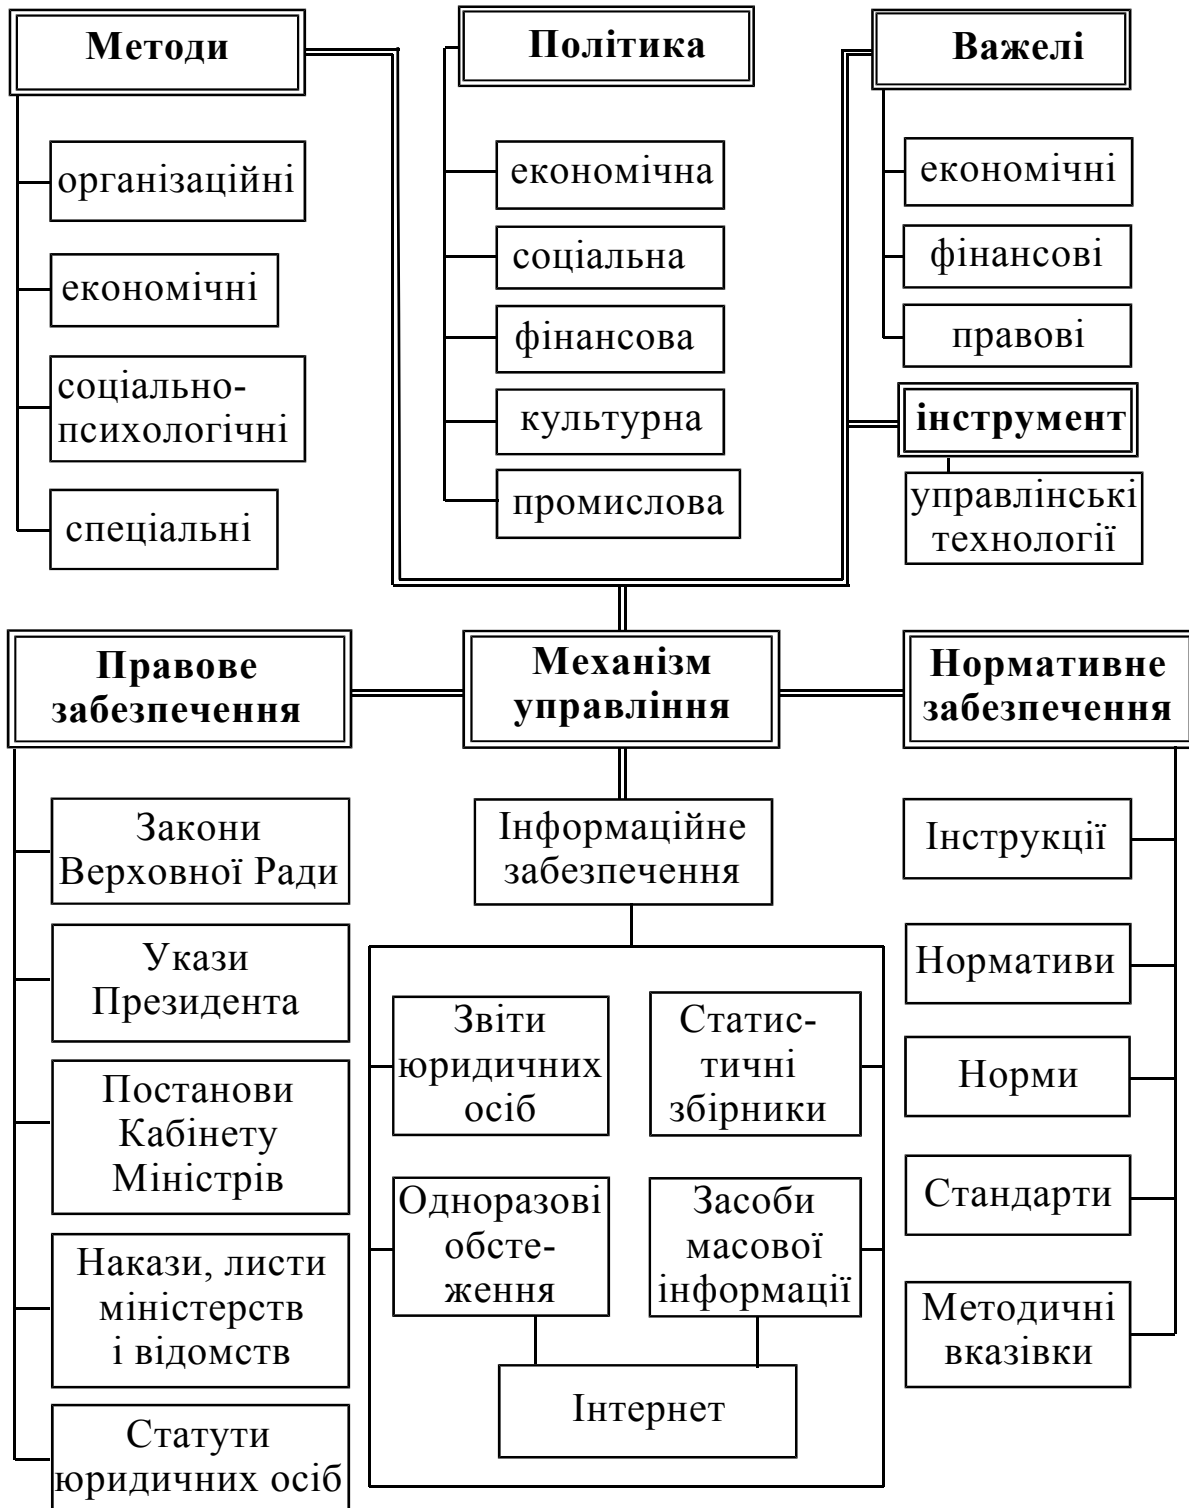 Методи
організаційні
економічні
соціально-
психологічні
спеціальні
Політика
економічна
соціальна
фінансова
культурна
промислова
Важелі
економічні
фінансові
правові
інструмент
управлінські
технології
Правове
забезпечення
Механізм
управління
Нормативне
забезпечення
Закони
Верховної Ради
Укази
Президента
Постанови
Кабінету
Міністрів
Накази, листи
міністерств
і відомств
Статути
юридичних осіб
Інформаційне
забезпечення
Звіти
юридичних
осіб
Статис-
тичні
збірники
Одноразові
обсте-
ження
Засоби
масової
інформації
Інтернет
Інструкції
Нормативи
Норми
Стандарти
Методичні
вказівки